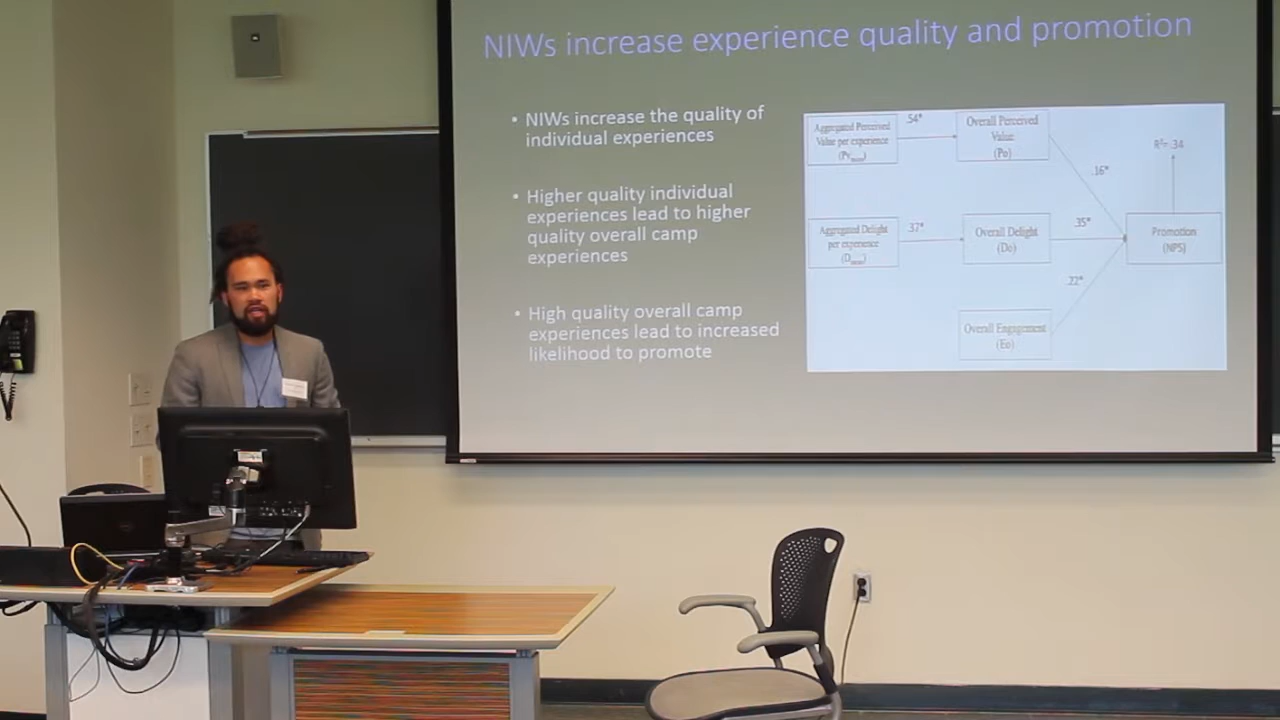 NIWs increase experience quality and promotion
• NIWs increase the quality of
individual experiences
• Higher quality individual
experiences lead to higher
quality overall camp
experiences
• High quality overall camp
experiences lead to increased
likelihood to promote
Aggregated Perceived
Value per experience
.54*
Overall Perceived
Value
(Po)
R²= .34
.16*
Aggregated Delight
per experience
.37*
Overall Delight
(Do)
.35*
Promotion
(NPS)
.22*
Overall Engagement
(Eo)